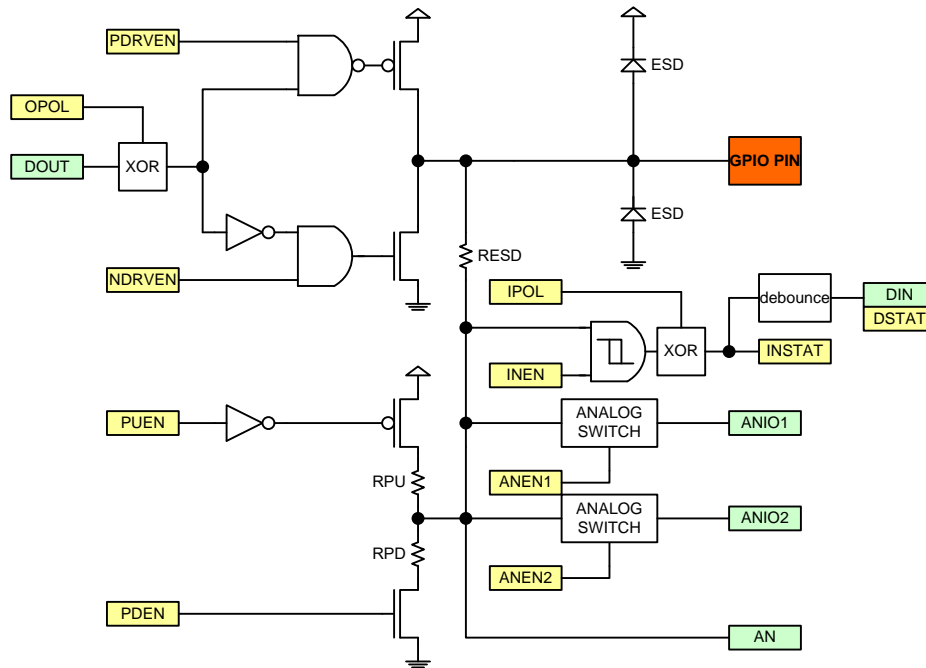 PDRVEN
ESD
OPOL
DOUT
XOR
GPIO PIN
ESD
RESD
NDRVEN
IPOL
debounce
DIN
DSTAT
XOR
INSTAT
INEN
PUEN
ANALOG
SWITCH
ANIO1
RPU
ANEN1
ANALOG
SWITCH
ANIO2
RPD
ANEN2
PDEN
AN